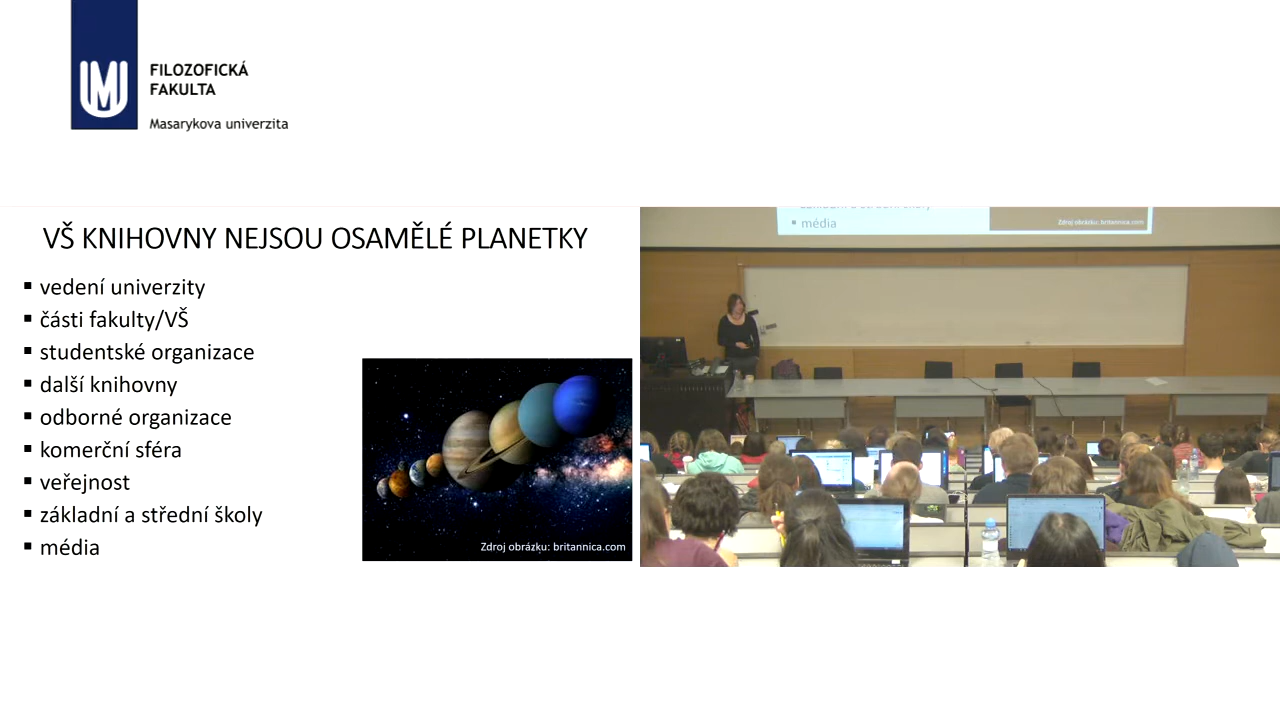 FILOZOFICKÁ
FAKULTA
Masarykova univerzita
VŠ KNIHOVNY NEJSOU OSAMĚLÉ PLANETKY
▪ vedení univerzity
▪ části fakulty/VŠ
▪ studentské organizace
▪ další knihovny
▪ odborné organizace
▪ komerční sféra
▪ veřejnost
▪ základní a střední školy
▪ média
Zdroj obrázku: britannica.com
▪ média
Zdroj obrázku: britannica.com